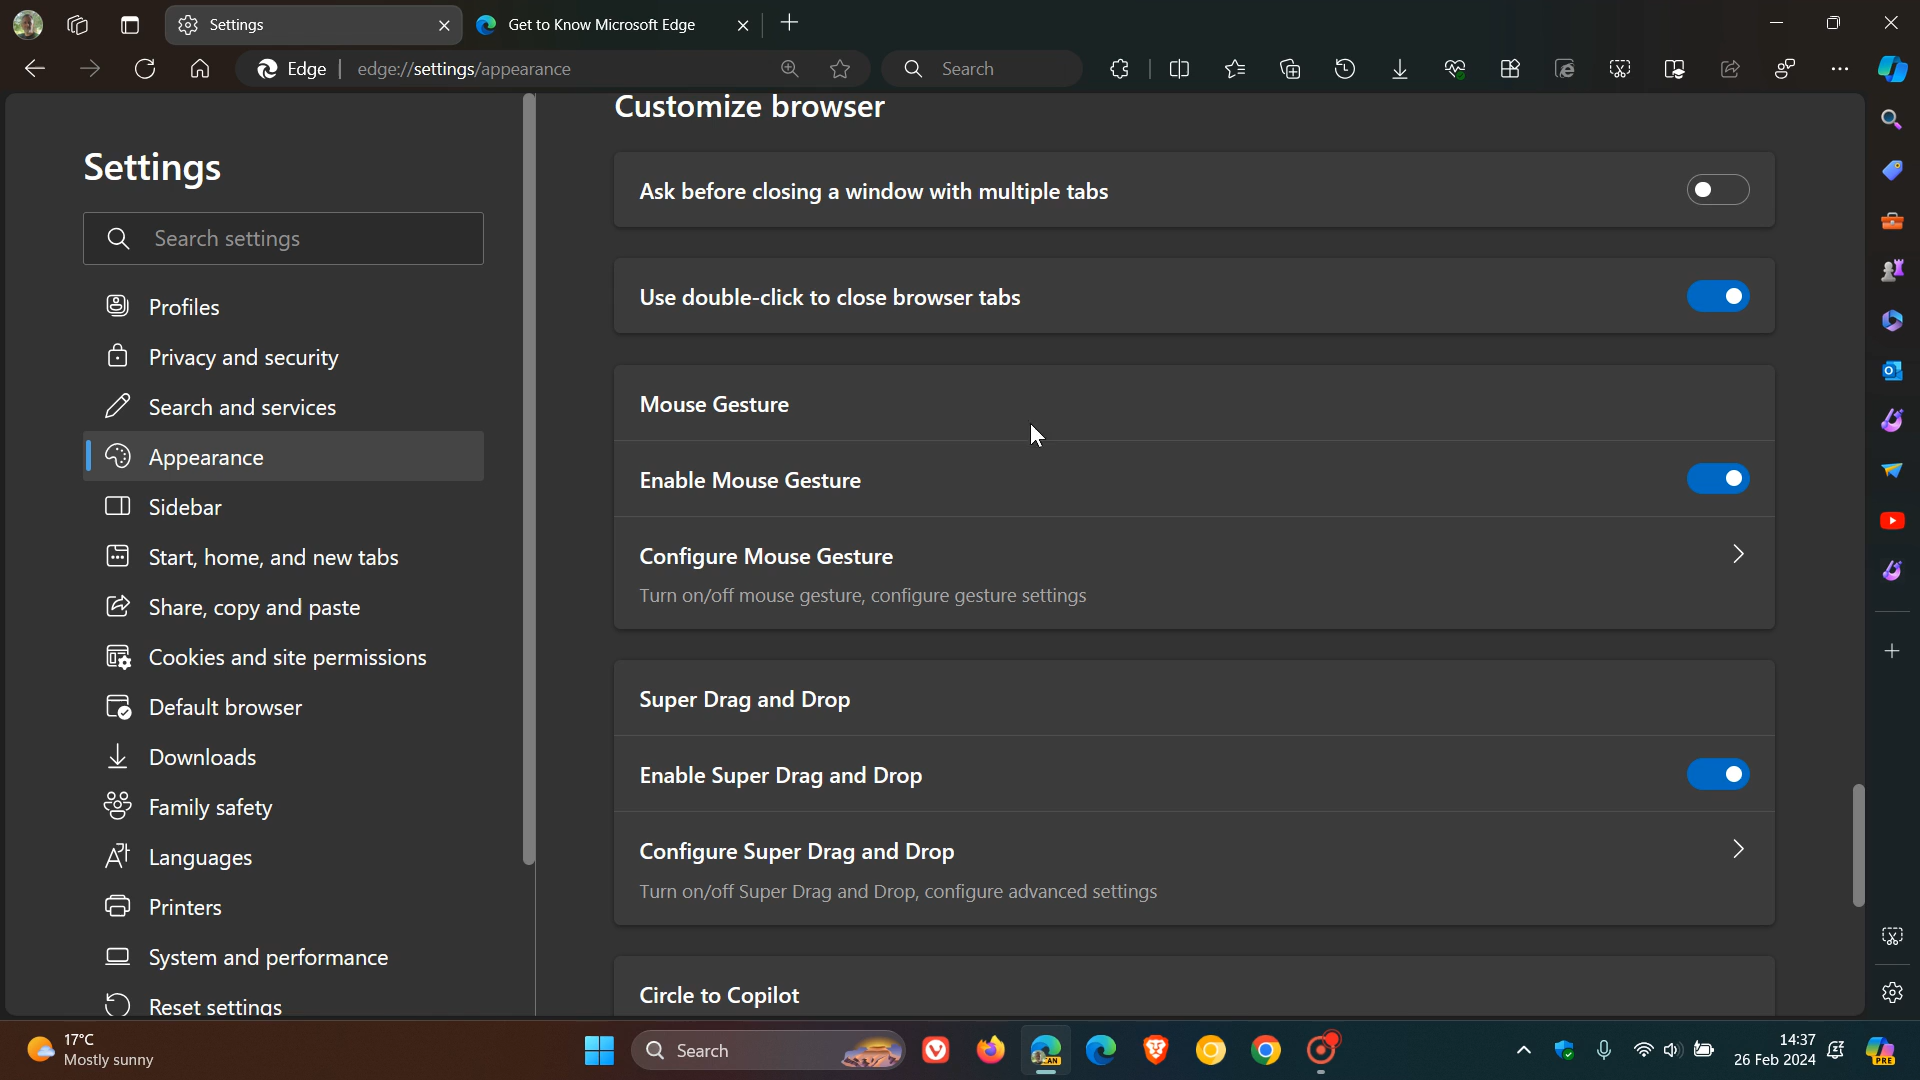 Settings
Get to Know Microsoft Edge
Edge
edge://settings/appearance
Search
Settings
Search settings
Profiles
Privacy and security
Search and services
Appearance
Sidebar
Start, home, and new tabs
Share, copy and paste
Cookies and site permissions
Default browser
Downloads
Family safety
Languages
Printers
System and performance
Reset settings
Customize browser
Ask before closing a window with multiple tabs
Use double-click to close browser tabs
Mouse Gesture
Enable Mouse Gesture
Configure Mouse Gesture
Turn on/off mouse gesture, configure gesture settings
Super Drag and Drop
Enable Super Drag and Drop
Configure Super Drag and Drop
Turn on/off Super Drag and Drop, configure advanced settings
Circle to Copilot
17°C
Mostly sunny
Search
CAN
14:37
26 Feb 2024
PRE